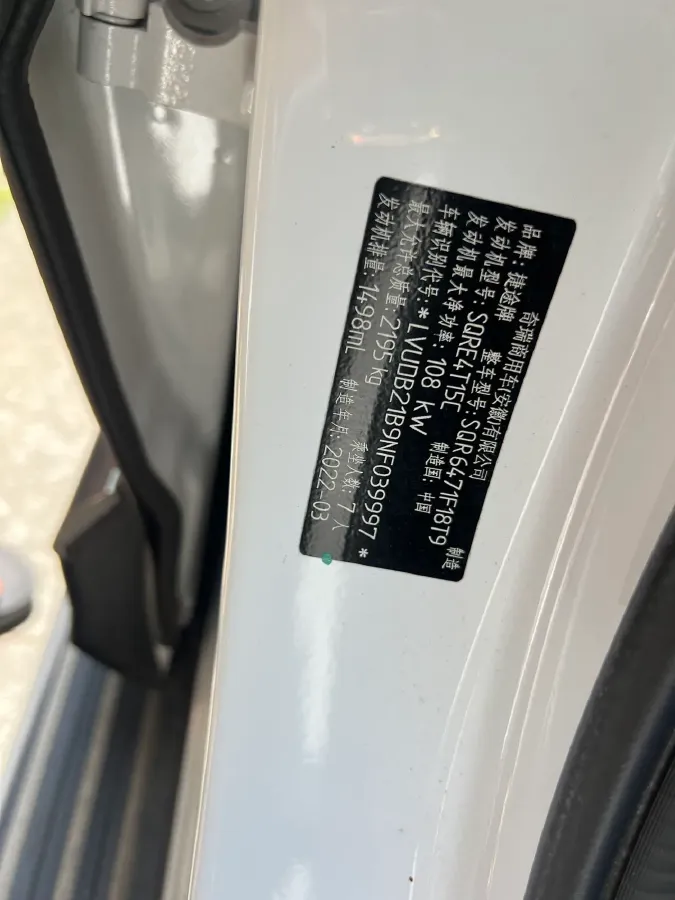 奇瑞商用车安徽有限公司 制造
品牌：捷途牌 整车型号：SQR6471F18T9
发动机型号：SQRE4T15C 制造国：中国
发动机最大净功率：108 kw
车辆识别代号：*LVUDB21B9NF039997*
最大允许总质量：2195 kg 乘坐人数：7 人
发动机排量：1498mL 制造年月：2022-03